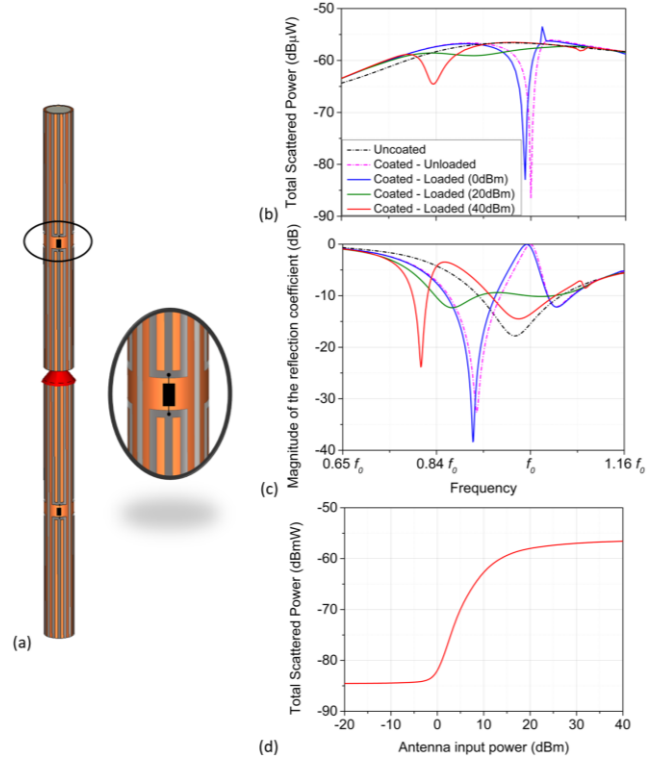 -50
-60
-70
-80
-90
Total Scattered Power (dBµW)
Uncoated
Coated - Unloaded
Coated - Loaded (0dBm)
Coated - Loaded (20dBm)
Coated - Loaded (40dBm)
(b)
0
-10
-20
-30
-40
Magnitude of the reflection coefficient (dB)
0.65 f0 0.84 f0 f0 1.16 f0
Frequency
(c)
-50
-60
-70
-80
-90
Total Scattered Power (dBmW)
-20 -10 0 10 20 30 40
Antenna input power (dBm)
(a)
(d)